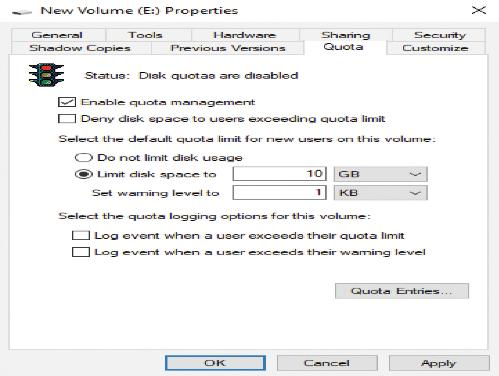 New Volume (E:) Properties
General Tools Hardware Sharing Security
Shadow Copies Previous Versions Quota Customize
Status: Disk quotas are disabled
Enable quota management
Deny disk space to users exceeding quota limit
Select the default quota limit for new users on this volume:
Do not limit disk usage
Limit disk space to 10 GB
Set warning level to 1 KB
Select the quota logging options for this volume:
Log event when a user exceeds their quota limit
Log event when a user exceeds their warning level
Quota Entries...
OK Cancel Apply